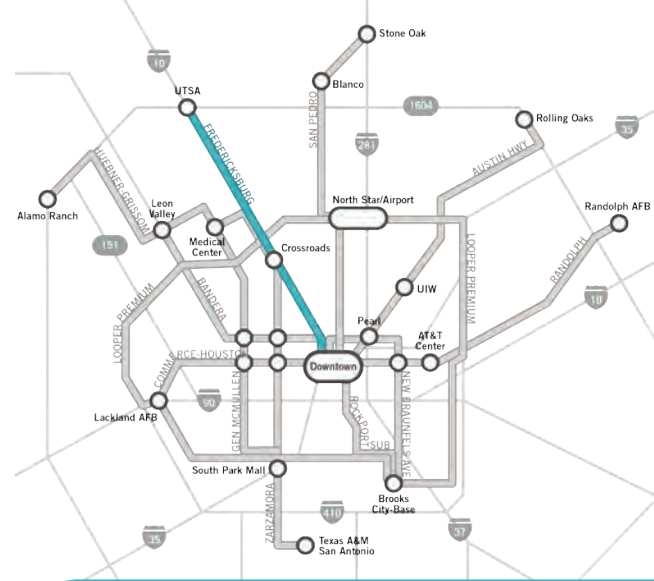 Stone Oak
10
Blanco
UTSA
1604
SAN PEDRO
Rolling Oaks
FREDERICKSBURG
35
281
AUSTIN HWY
HUEBNER-GRISSOM
Alamo Ranch
Leon
Valley
North Star/Airport
Randolph AFB
Medical
Center
151
Crossroads
LOOPER PREMIUM
RANDOLPH
UIW
10
BANDERA
LOOPER PREMIUM
Pearl
AT&T
Center
COMM
RCE-HOUSTON
Downtown
Lackland AFB
90
GEN MCMULLEN
ROCKPORT
SUB
NEW BRAUNFELS AVE
South Park Mall
Brooks
City-Base
ZARZAMORA
410
35
37
Texas A&M
San Antonio